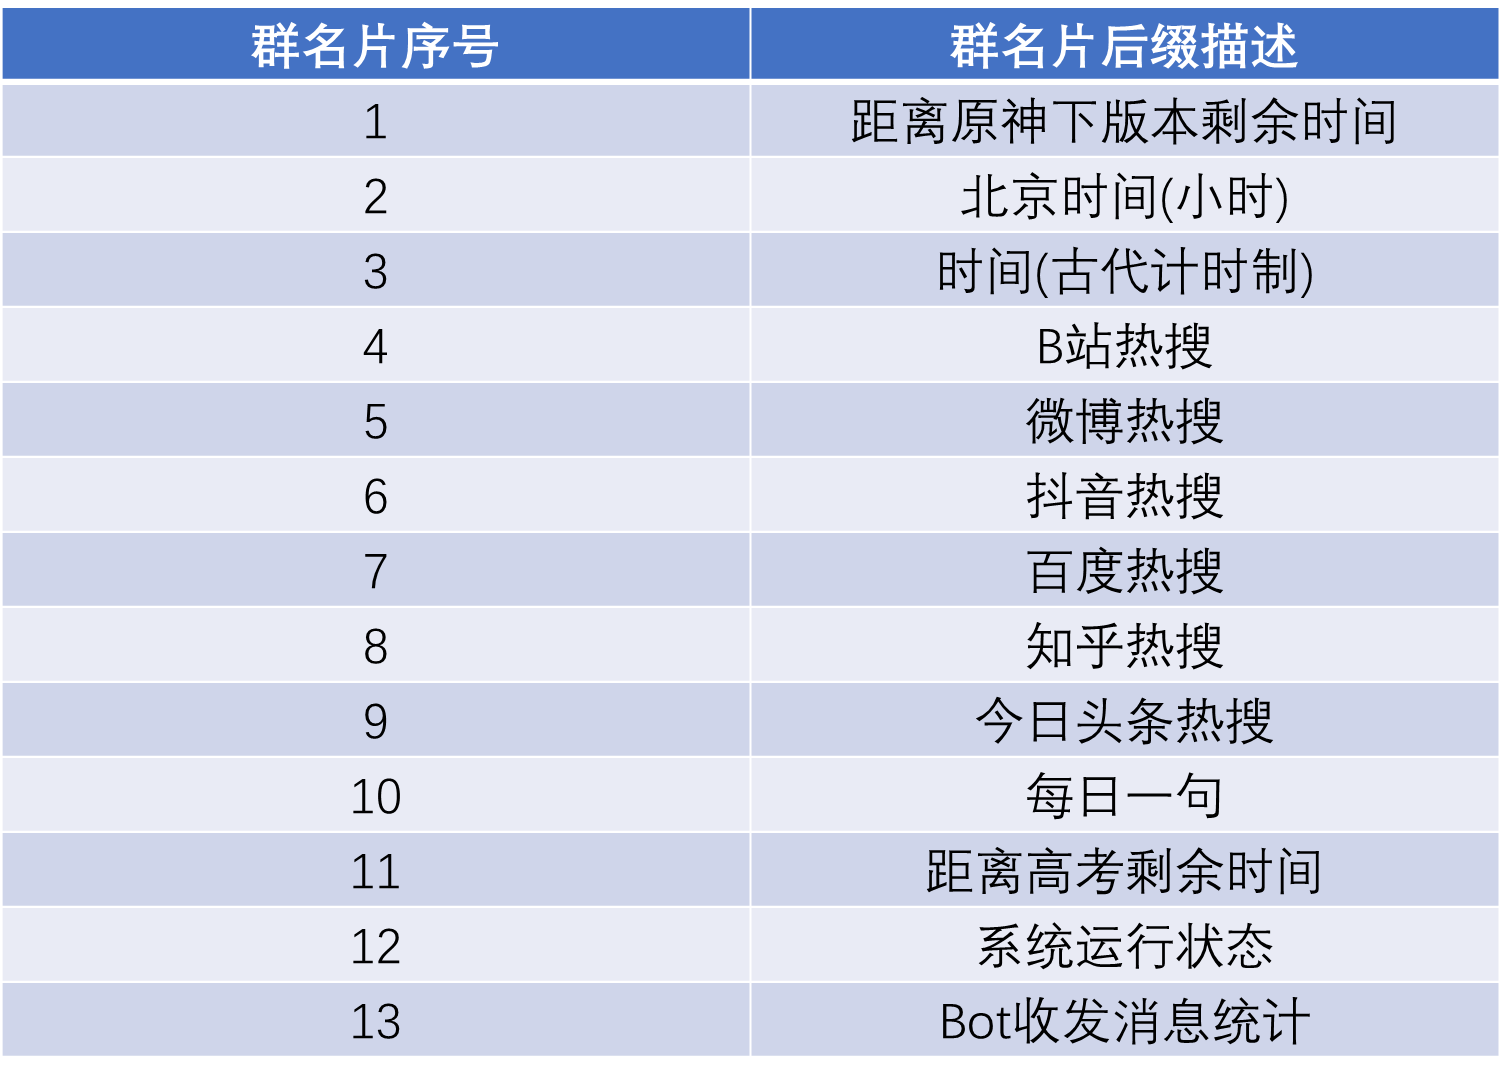 群名片序号 群名片后缀描述
1 距离原神下版本剩余时间
2 北京时间(小时)
3 时间(古代计时制)
4 B站热搜
5 微博热搜
6 抖音热搜
7 百度热搜
8 知乎热搜
9 今日头条热搜
10 每日一句
11 距离高考剩余时间
12 系统运行状态
13 Bot收发消息统计